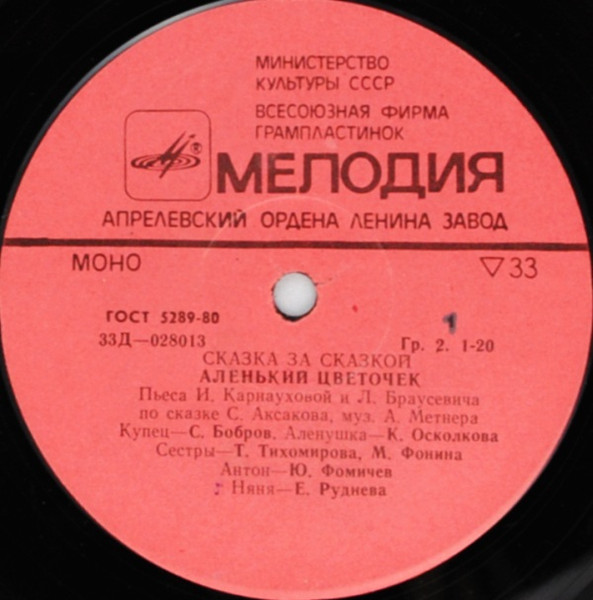 МИНИСТЕРСТВО
КУЛЬТУРЫ СССР
ВСЕСОЮЗНАЯ ФИРМА
ГРАМПЛАСТИНОК
®
МЕЛОДИЯ
АПРЕЛЕВСКИЙ ОРДЕНА ЛЕНИНА ЗАВОД
МОНО ▽33
ГОСТ 5289-80 1
33Д—028013 Гр. 2. 1-20
СКАЗКА ЗА СКАЗКОЙ
АЛЕНЬКИЙ ЦВЕТОЧЕК
Пьеса И. Карнауховой и Л. Браусевича
по сказке С. Аксакова, муз. А. Метнера
Купец—С. Бобров, Аленушка—К. Осколкова
Сестры—Т. Тихомирова, М. Фонина
Антон—Ю. Фомичев
Няня—Е. Руднева